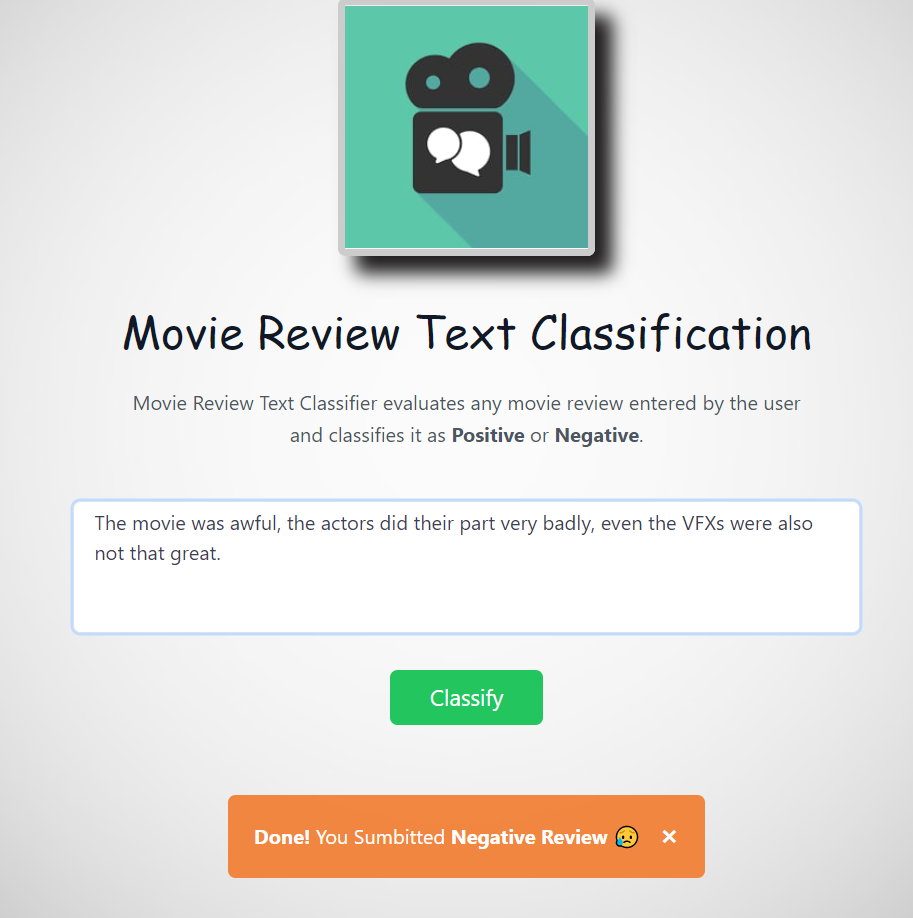 Movie Review Text Classification
Movie Review Text Classifier evaluates any movie review entered by the user
and classifies it as Positive or Negative.
The movie was awful, the actors did their part very badly, even the VFXs were also
not that great.
Classify
Done! You Sumbitted Negative Review 😥 ×